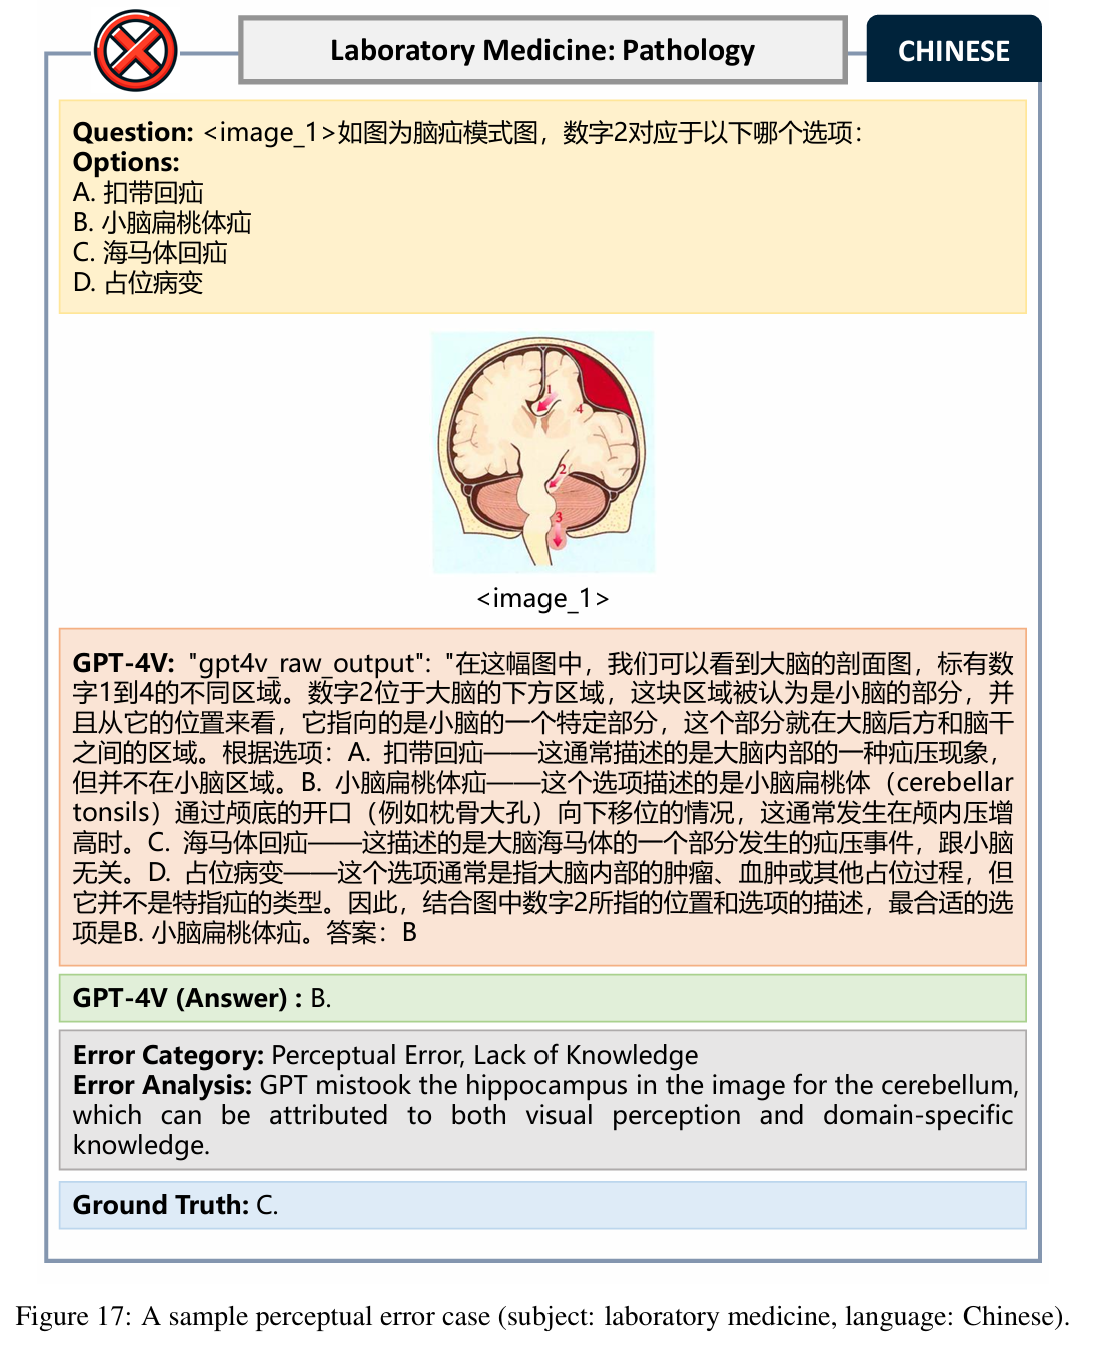 Laboratory Medicine: Pathology
CHINESE
Question: <image_1>如图为脑疝模式图，数字2对应于以下哪个选项：
Options:
A. 扣带回疝
B. 小脑扁桃体疝
C. 海马体回疝
D. 占位病变
1
4
2
3
<image_1>
GPT-4V: "gpt4v_raw_output": "在这幅图中，我们可以看到大脑的剖面图，标有数
字1到4的不同区域。数字2位于大脑的下方区域，这块区域被认为是小脑的部分，并
且从它的位置来看，它指向的是小脑的一个特定部分，这个部分就在大脑后方和脑干
之间的区域。根据选项：A. 扣带回疝——这通常描述的是大脑内部的一种疝压现象，
但并不在小脑区域。B. 小脑扁桃体疝——这个选项描述的是小脑扁桃体（cerebellar
tonsils）通过颅底的开口（例如枕骨大孔）向下移位的情况，这通常发生在颅内压增
高时。C. 海马体回疝——这描述的是大脑海马体的一个部分发生的疝压事件，跟小脑
无关。D. 占位病变——这个选项通常是指大脑内部的肿瘤、血肿或其他占位过程，但
它并不是特指疝的类型。因此，结合图中数字2所指的位置和选项的描述，最合适的选
项是B. 小脑扁桃体疝。答案：B
GPT-4V (Answer) : B.
Error Category: Perceptual Error, Lack of Knowledge
Error Analysis: GPT mistook the hippocampus in the image for the cerebellum,
which can be attributed to both visual perception and domain-specific
knowledge.
Ground Truth: C.
Figure 17: A sample perceptual error case (subject: laboratory medicine, language: Chinese).